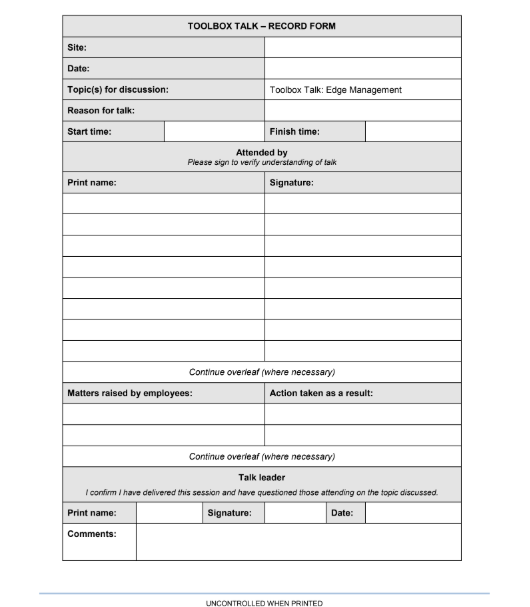 TOOLBOX TALK – RECORD FORM
Site:
Date:
Topic(s) for discussion: Toolbox Talk: Edge Management
Reason for talk:
Start time: Finish time:
Attended by
Please sign to verify understanding of talk
Print name: Signature:
Continue overleaf (where necessary)
Matters raised by employees: Action taken as a result:
Continue overleaf (where necessary)
Talk leader
I confirm I have delivered this session and have questioned those attending on the topic discussed.
Print name: Signature: Date:
Comments:
UNCONTROLLED WHEN PRINTED